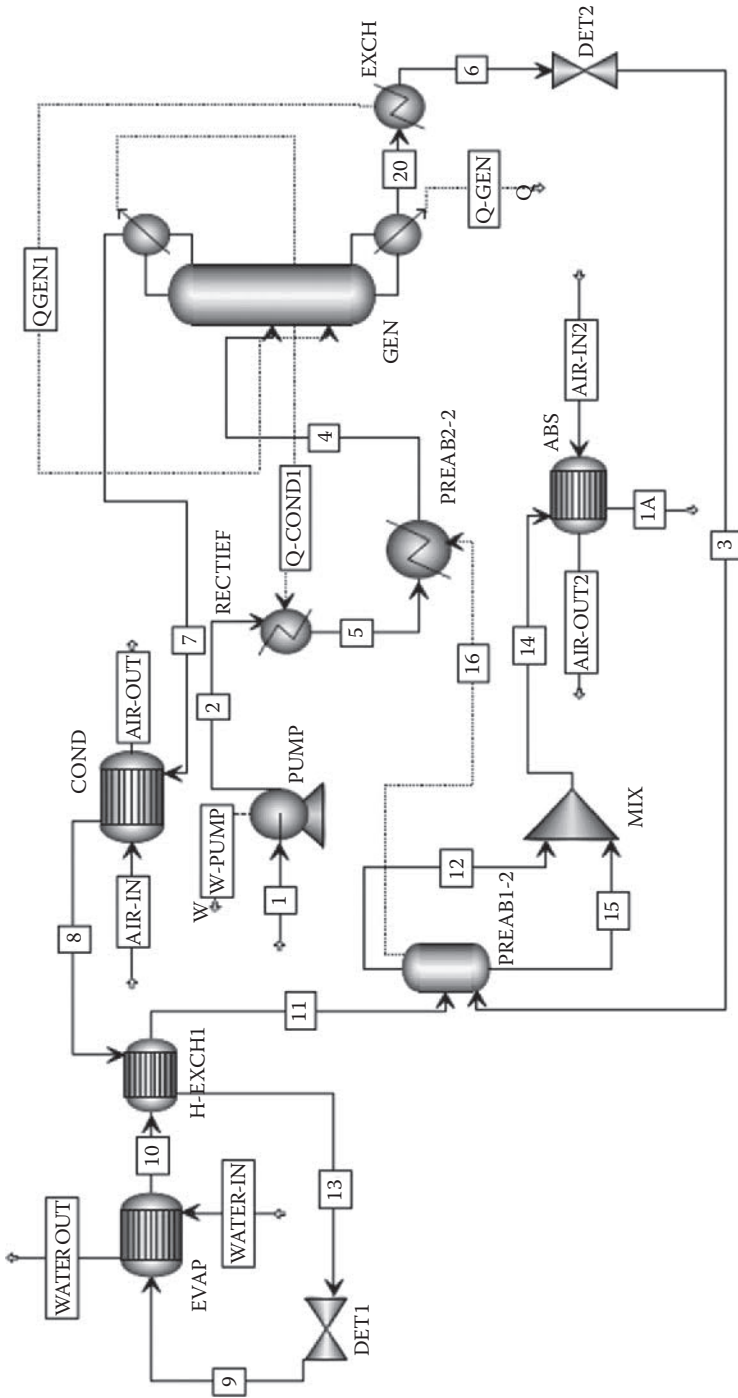 WATER OUT
EVAP
WATER-IN
9
DET1
10
H-EXCH1
13
8
11
AIR-IN
COND
AIR-OUT
7
W
W-PUMP
1
PUMP
2
RECTIEF
Q-COND1
5
PREAB2-2
4
16
PREAB1-2
12
15
MIX
14
ABS
AIR-IN2
AIR-OUT2
1A
3
QGEN1
GEN
Q-GEN
Q
20
EXCH
6
DET2